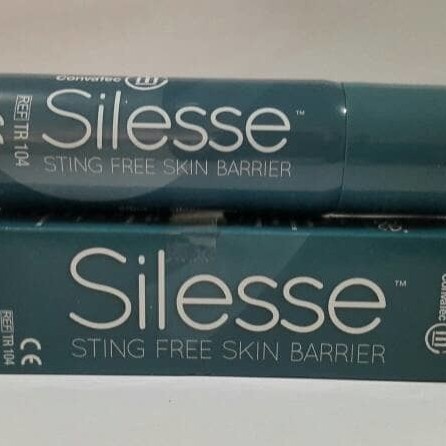 Convatec
Silesse™
STING FREE SKIN BARRIER
REF TR 104
Silesse™
STING FREE SKIN BARRIER
REF TR 104
CE
Convatec